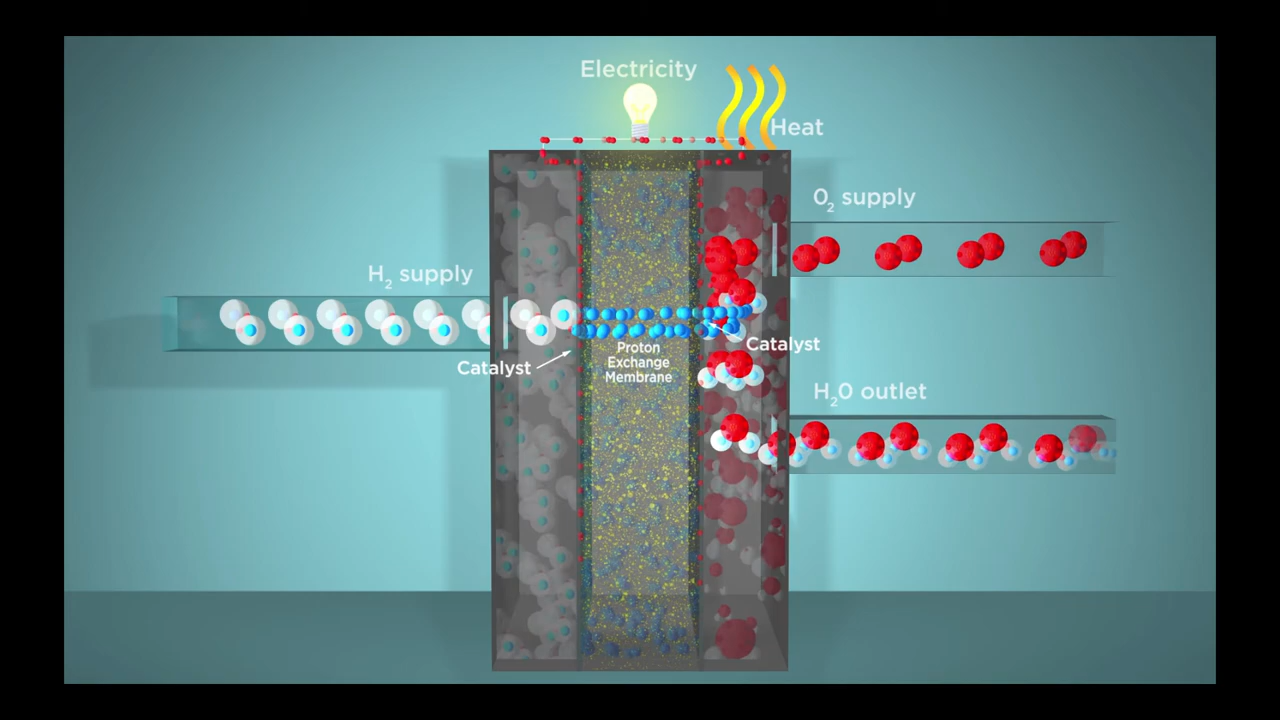 Electricity
Heat
O₂ supply
H₂ supply
Catalyst
Proton
Exchange
Membrane
Catalyst
H₂O outlet